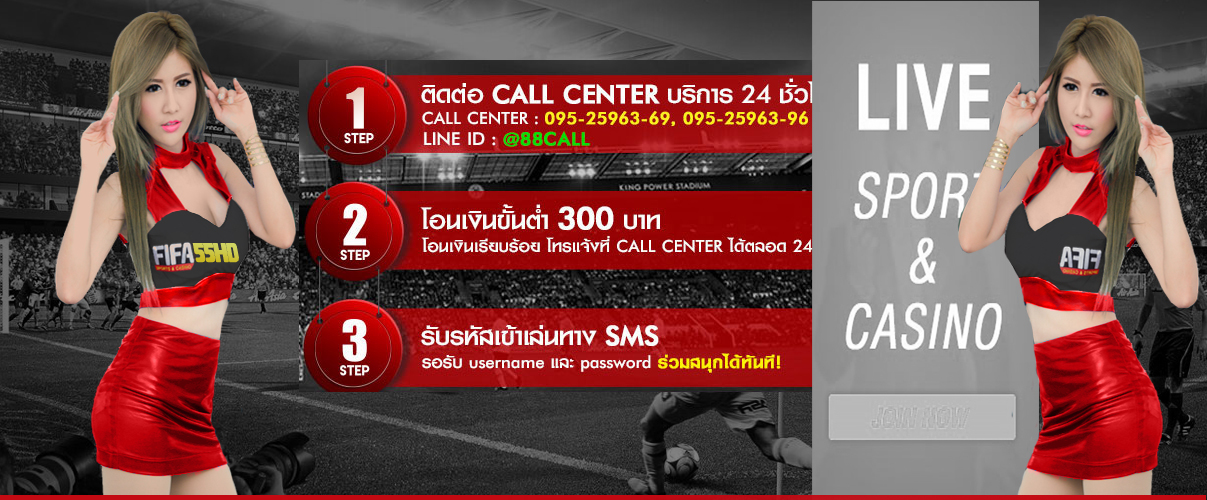 1
STEP
ติดต่อ CALL CENTER บริการ 24 ชั่วโ
CALL CENTER : 095-25963-69, 095-25963-96
LINE ID : @88CALL
KING POWER STADIUM
2
STEP
โอนเงินขั้นต่ำ 300 บาท
โอนเงินเรียบร้อย โทรแจ้งที่ CALL CENTER ได้ตลอด 24
3
STEP
รับรหัสเข้าเล่นทาง SMS
รอรับ username และ password ร่วมสนุกได้ทันที!
FIFA55HD
SPORTS & CASINO
LIVE
SPORT
&
CASINO
JOIN NOW
FIFA